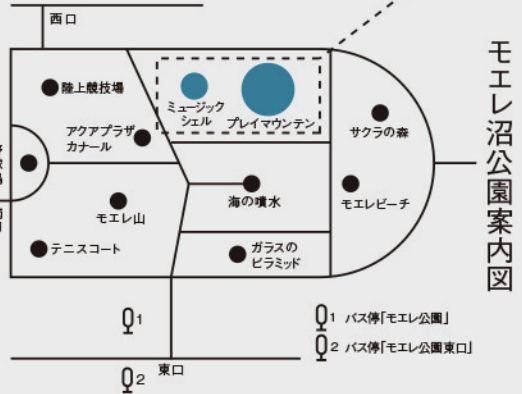 西口
陸上競技場
ミュージック
シェル
プレイマウンテン
アクアプラザ
カナール
サクラの森
モエレ山
海の噴水
モエレビーチ
テニスコート
ガラスの
ピラミッド
モエレ沼公園案内図
1
2
東口
1 バス停「モエレ公園」
2 バス停「モエレ公園東口」